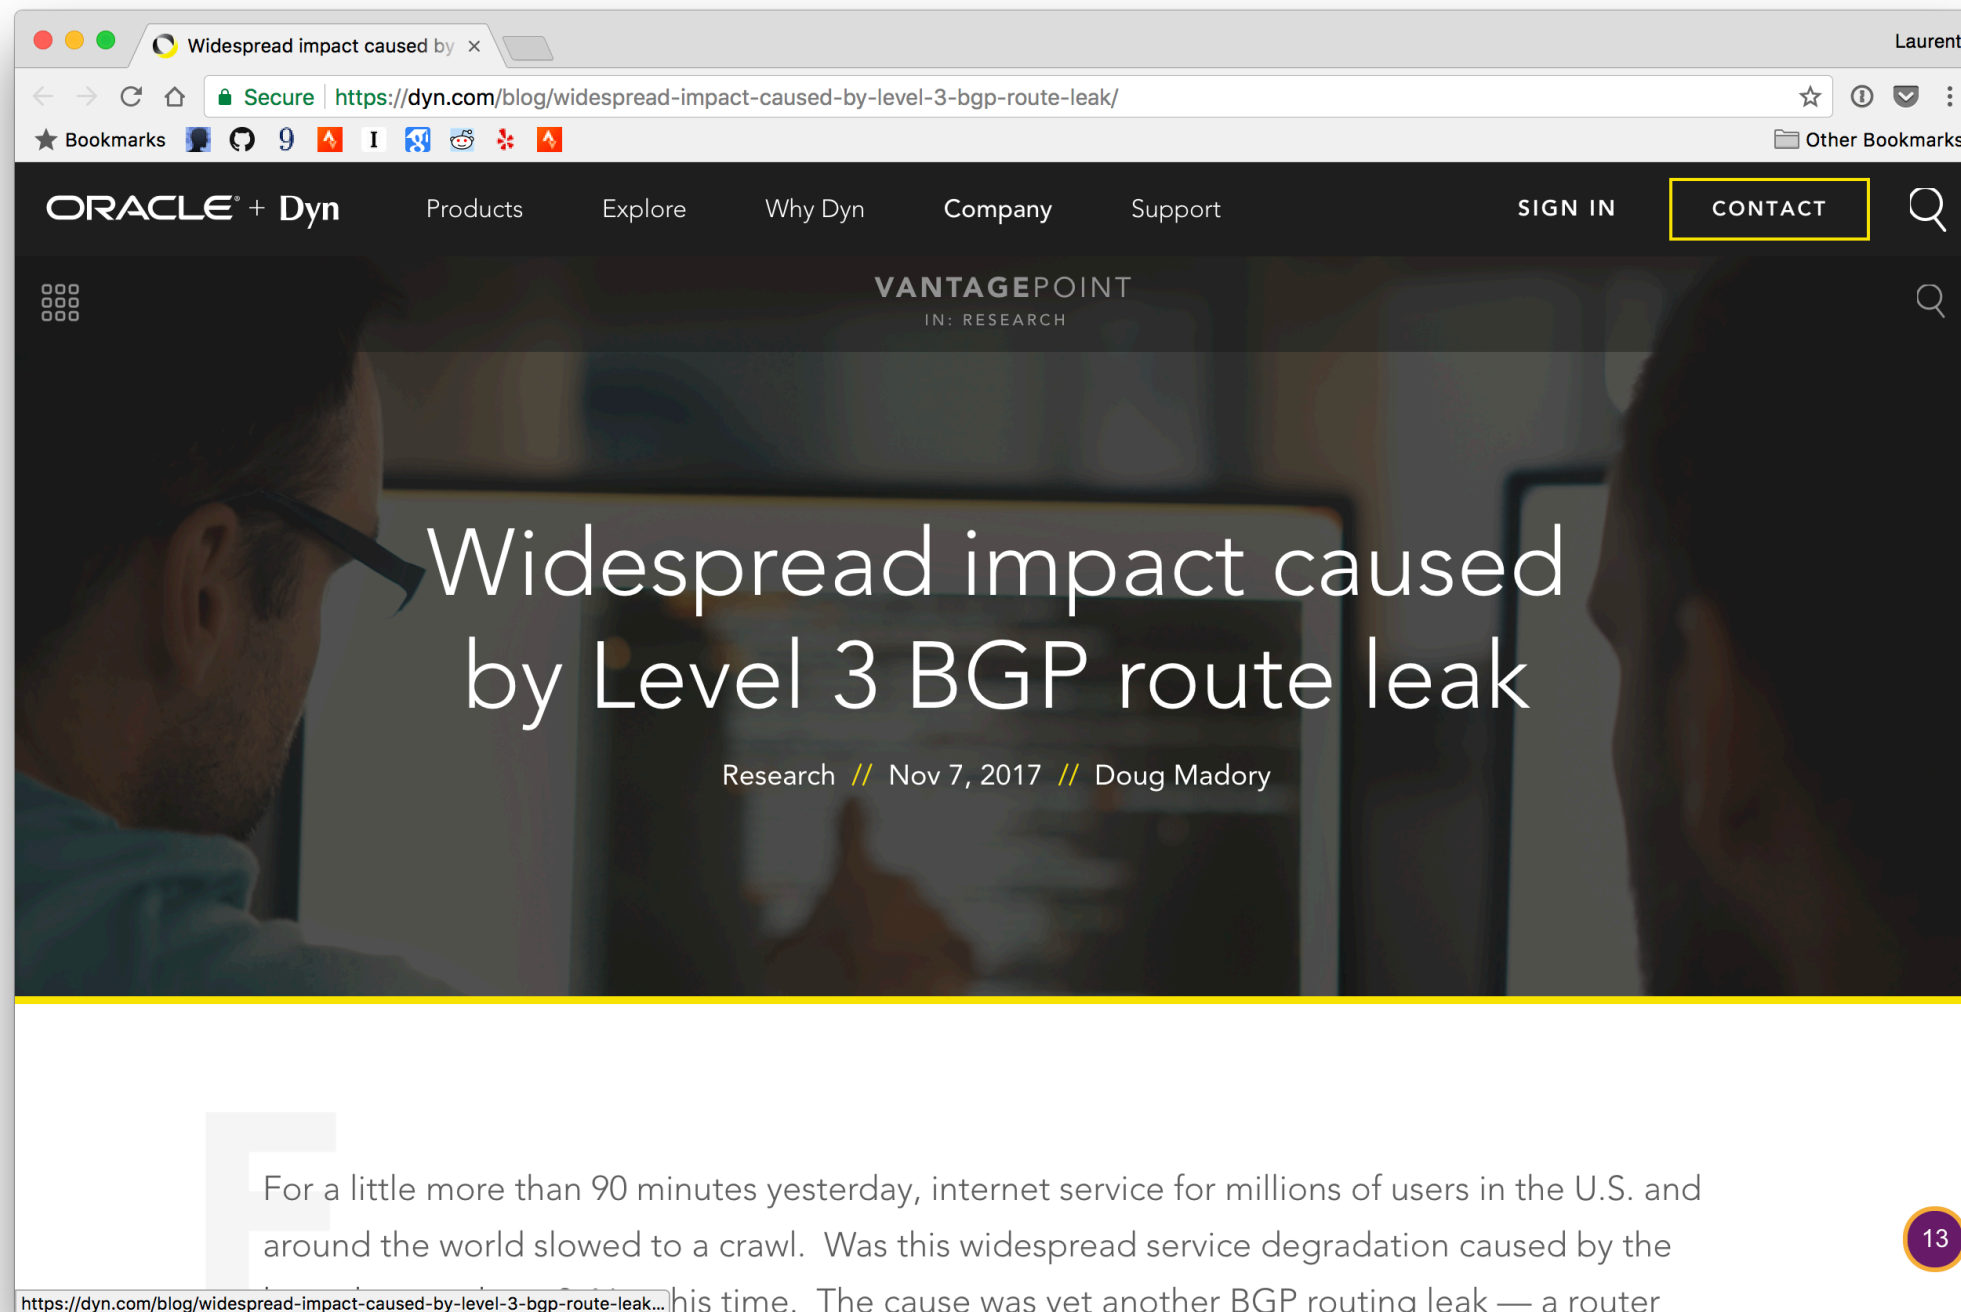 Widespread impact caused by
Laurent
Secure https://dyn.com/blog/widespread-impact-caused-by-level-3-bgp-route-leak/
Bookmarks 9 I g Other Bookmarks
ORACLE + Dyn Products Explore Why Dyn Company Support SIGN IN CONTACT
VANTAGEPOINT
IN: RESEARCH
Widespread impact caused
by Level 3 BGP route leak
Research // Nov 7, 2017 // Doug Madory
For a little more than 90 minutes yesterday, internet service for millions of users in the U.S. and
around the world slowed to a crawl. Was this widespread service degradation caused by the
13
his time. The cause was yet another BGP routing leak — a router
https://dyn.com/blog/widespread-impact-caused-by-level-3-bgp-route-leak...